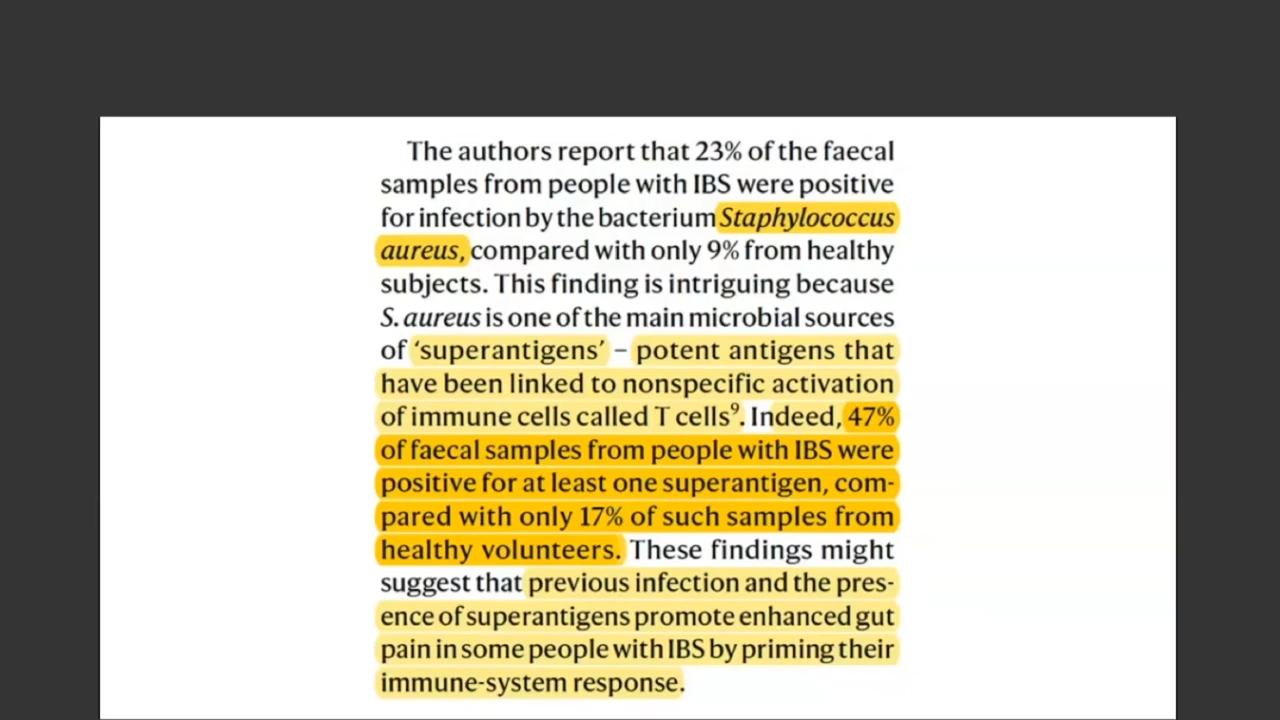 The authors report that 23% of the faecal
samples from people with IBS were positive
for infection by the bacterium Staphylococcus
aureus, compared with only 9% from healthy
subjects. This finding is intriguing because
S. aureus is one of the main microbial sources
of ‘superantigens’ – potent antigens that
have been linked to nonspecific activation
of immune cells called T cells⁹. Indeed, 47%
of faecal samples from people with IBS were
positive for at least one superantigen, com-
pared with only 17% of such samples from
healthy volunteers. These findings might
suggest that previous infection and the pres-
ence of superantigens promote enhanced gut
pain in some people with IBS by priming their
immune-system response.